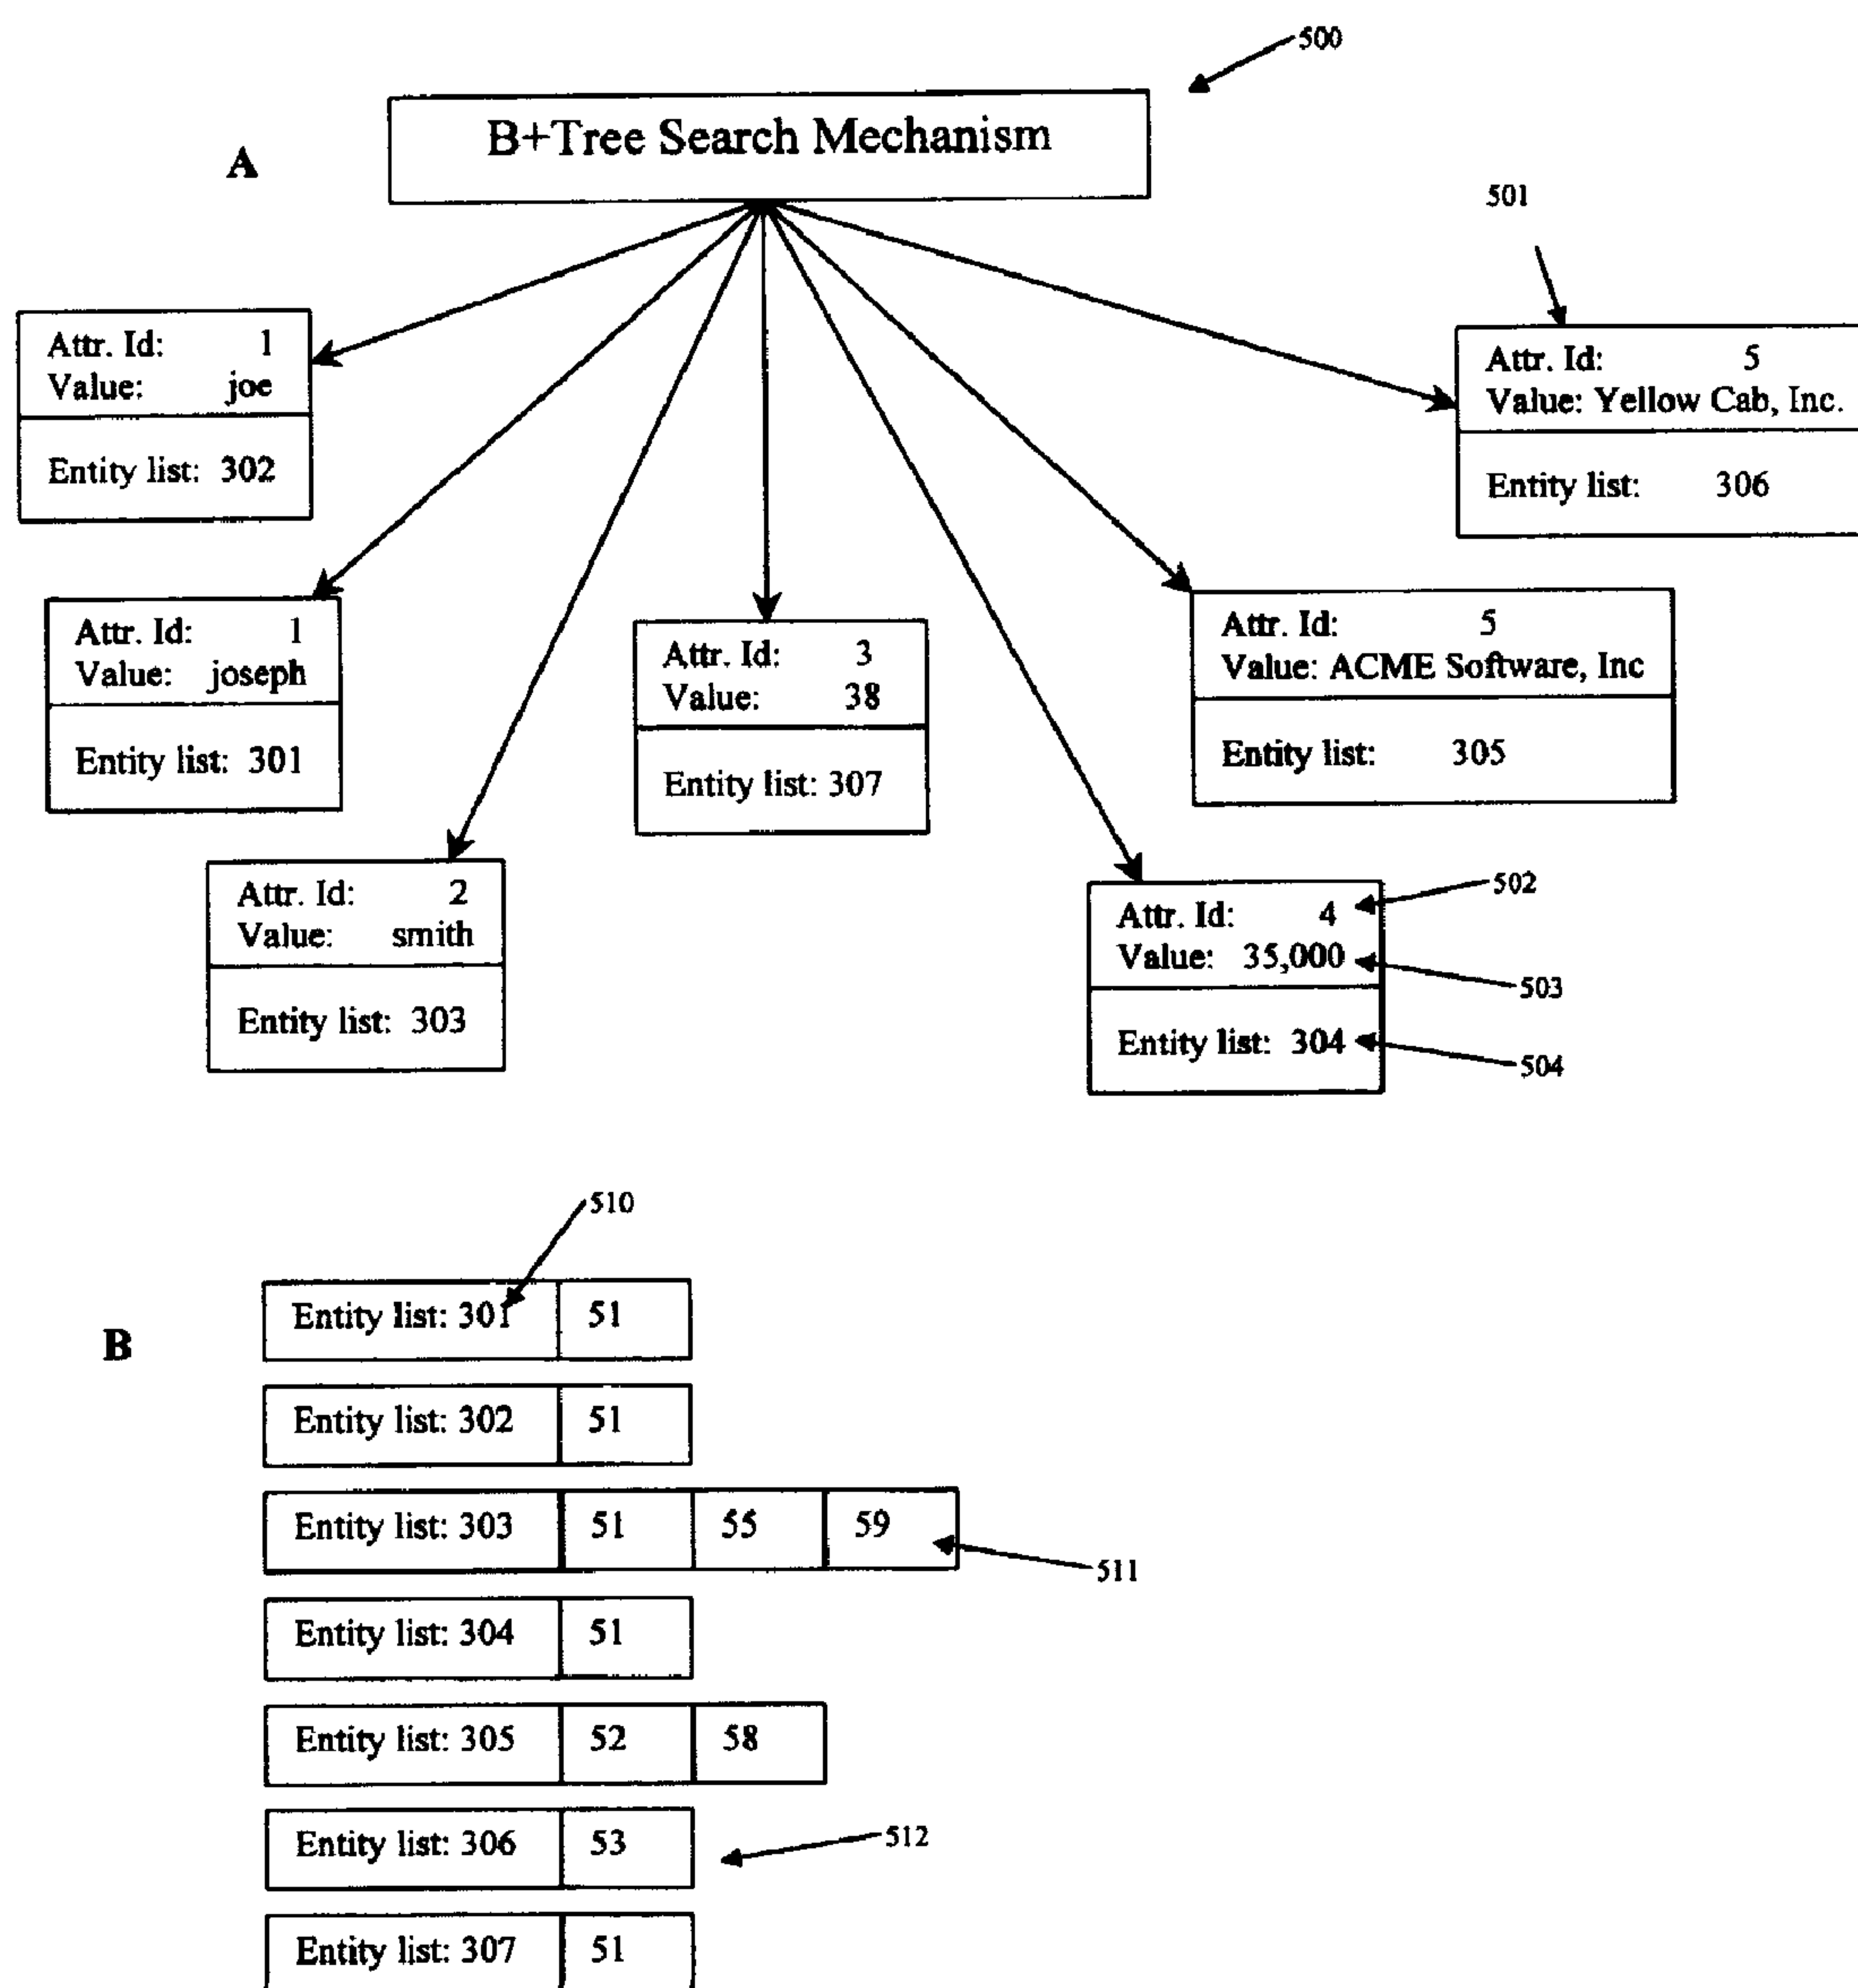 500
B+Tree Search Mechanism
A
501
Attr. Id: 1
Value: joe
Entity list: 302
Attr. Id: 5
Value: Yellow Cab, Inc.
Entity list: 306
Attr. Id: 1
Value: joseph
Entity list: 301
Attr. Id: 3
Value: 38
Entity list: 307
Attr. Id: 5
Value: ACME Software, Inc
Entity list: 305
Attr. Id: 2
Value: smith
Entity list: 303
Attr. Id: 4
502
Value: 35,000
503
Entity list: 304
504
510
B
Entity list: 301 51
Entity list: 302 51
Entity list: 303 51 55 59
511
Entity list: 304 51
Entity list: 305 52 58
Entity list: 306 53
512
Entity list: 307 51